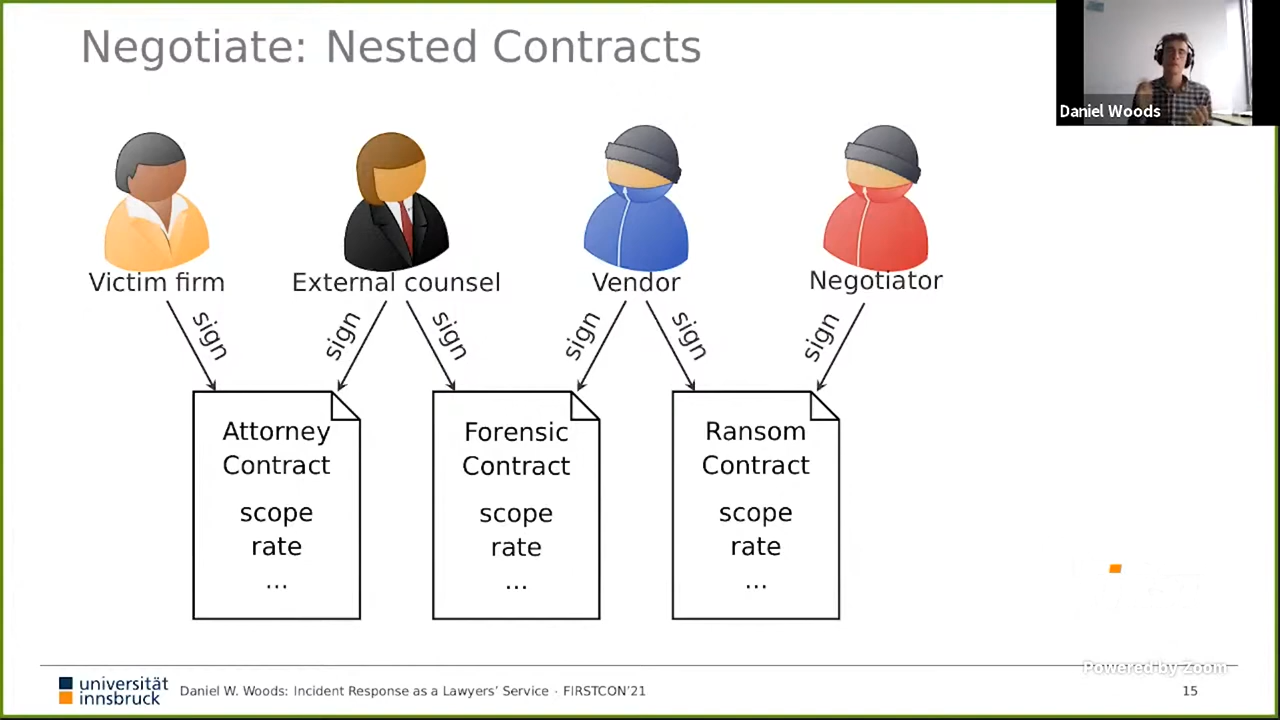 Negotiate: Nested Contracts
Daniel Woods
Victim firm
External counsel
Vendor
Negotiator
sign
sign
sign
sign
sign
sign
Attorney
Contract
scope
rate
...
Forensic
Contract
scope
rate
...
Ransom
Contract
scope
rate
...
Powered by Zoom
universität
innsbruck
Daniel W. Woods: Incident Response as a Lawyers' Service · FIRSTCON'21
15